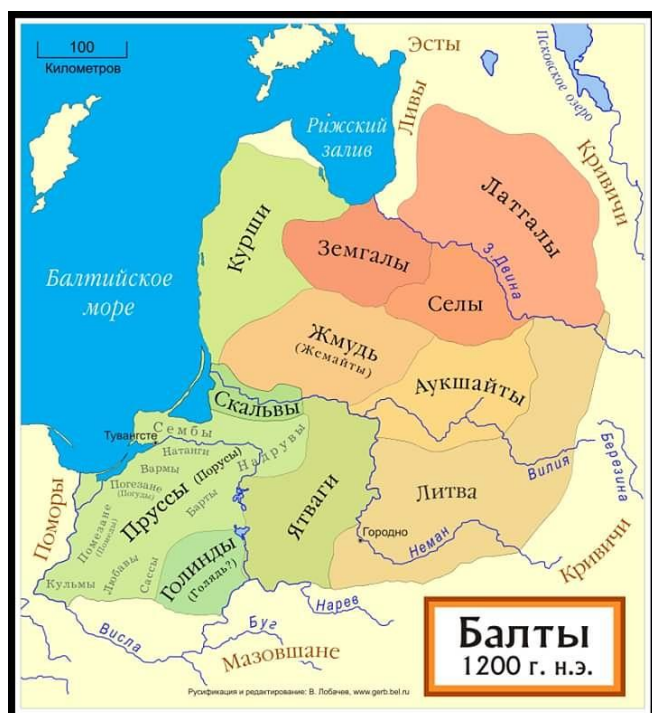 100
Километров
Эсты
Псковское озеро
Рижский
залив
Ливы
Кривичи
Латгалы
Курши
Земгалы
З.Двина
Балтийское
море
Селы
Жмудь
(Жемайты)
Аукшайты
Скальвы
Сембы
Тувангсте
Натанги
Надрувы
Вармы
Пруссы (Порусы)
Погезане
(Погуды)
Барты
Ятваги
Литва
Вилия
Березина
Поморы
Помезане
(Помеды)
Городно
Неман
Кривичи
Голинды
(Голядь?)
Кульмы
Любавы
Сассы
Висла
Буг
Нарев
Мазовшане
Балты
1200 г. н.э.
Русификация и редактирование: В. Лобачев, www.gerb.bel.ru